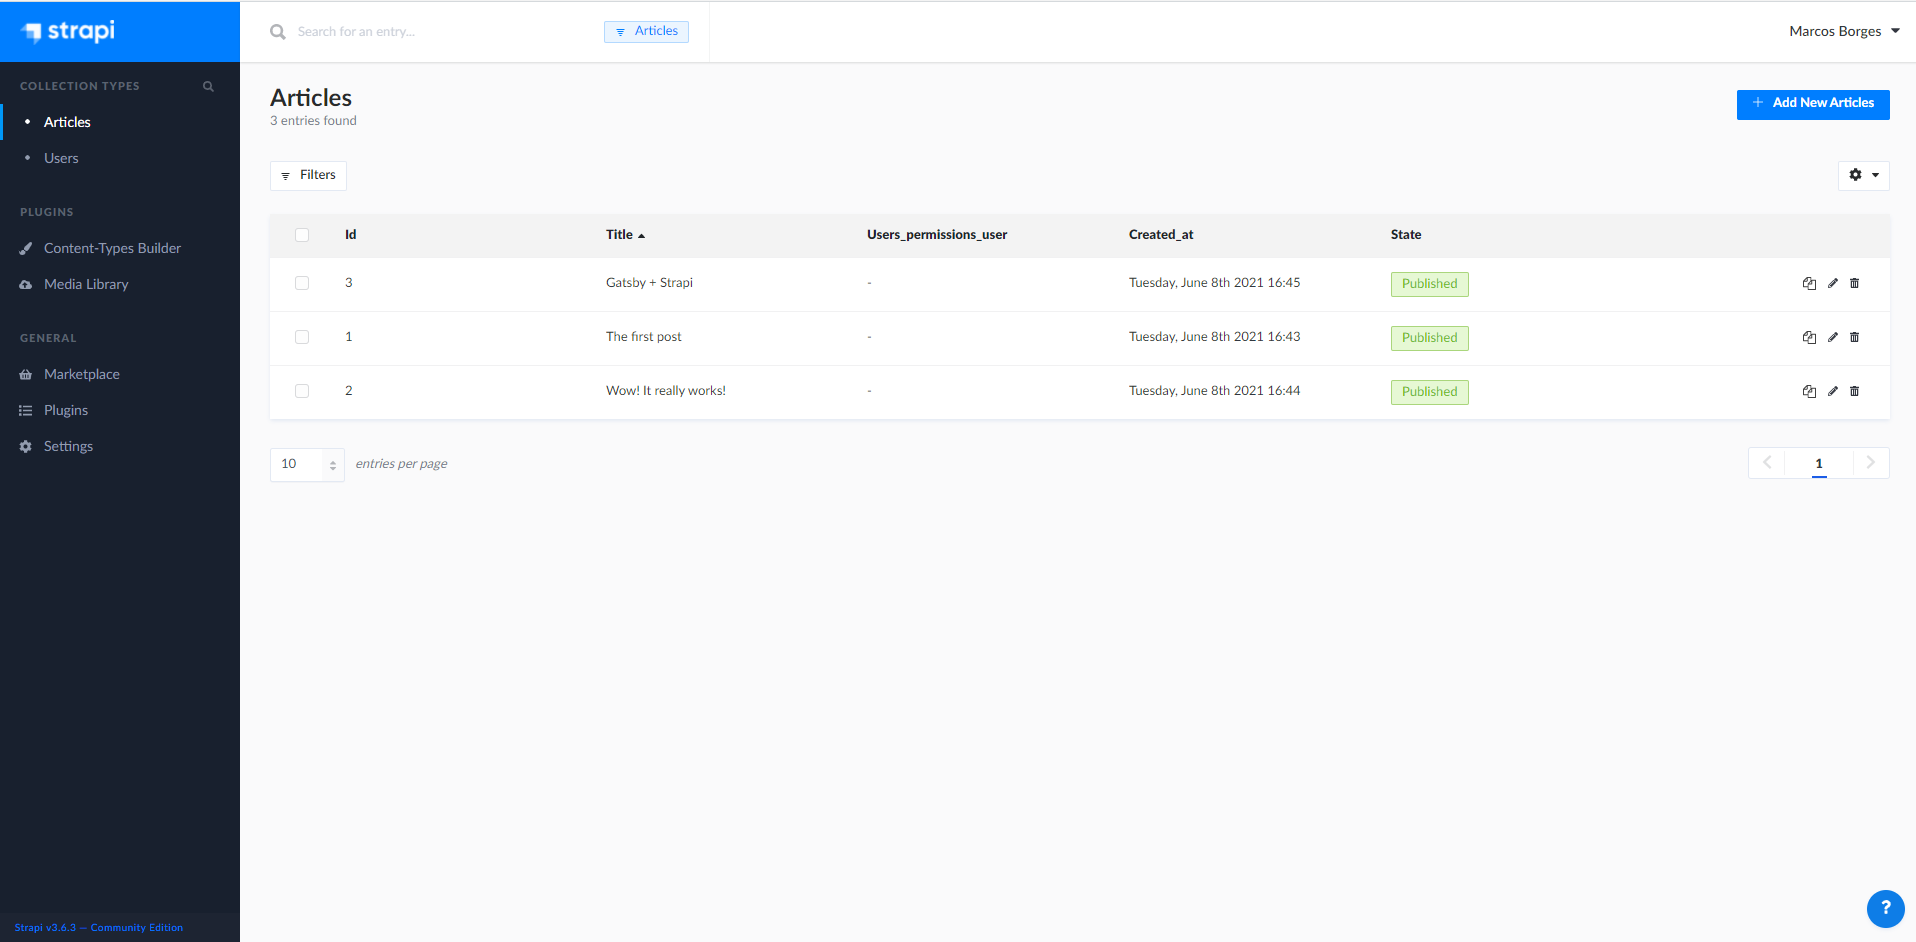 strapi
Search for an entry...
Articles
Marcos Borges
COLLECTION TYPES
Articles
Users
PLUGINS
Content-Types Builder
Media Library
GENERAL
Marketplace
Plugins
Settings
Strapi v3.6.3 — Community Edition
Articles
3 entries found
+ Add New Articles
Filters
Id Title Users_permissions_user Created_at State
3 Gatsby + Strapi - Tuesday, June 8th 2021 16:45 Published
1 The first post - Tuesday, June 8th 2021 16:43 Published
2 Wow! It really works! - Tuesday, June 8th 2021 16:44 Published
10 entries per page
1
?